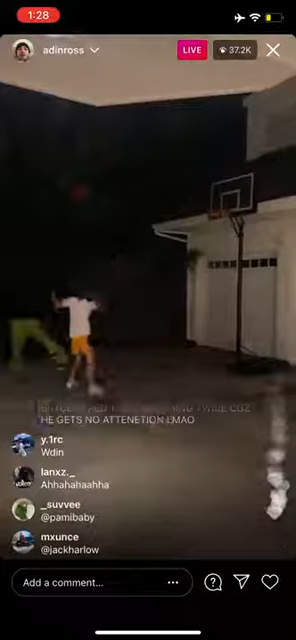 1:28
adinross
LIVE
37.2K
HE GETS NO ATTENETION LMAO
y.1rc
Wdin
lanxz._
Ahhahahaahha
_suvvee
@pamibaby
mxunce
@jackharlow
Add a comment...